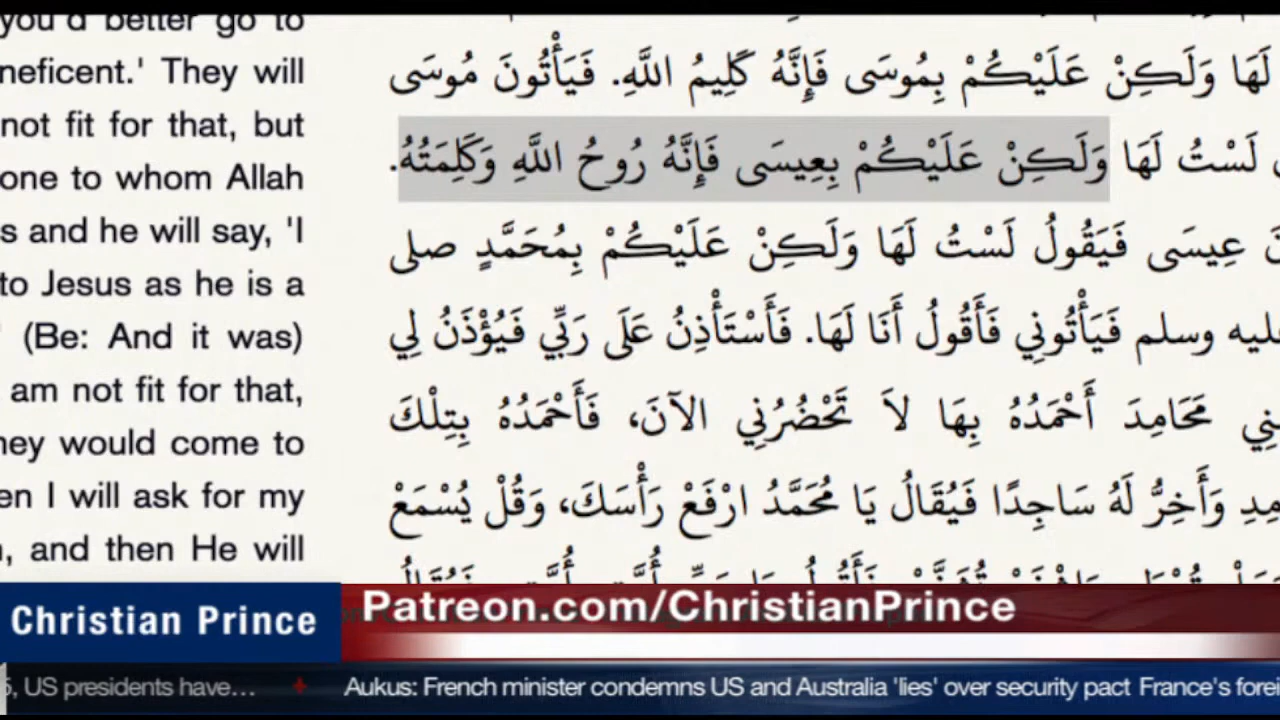 you'd better go to
neficent.' They will
not fit for that, but
one to whom Allah
s and he will say, 'I
to Jesus as he is a
(Be: And it was)
am not fit for that,
hey would come to
en I will ask for my
, and then He will
لَهَا وَلَكِنْ عَلَيْكُمْ بِمُوسَى فَإِنَّهُ كَلِيمُ اللَّهِ. فَيَأْتُونَ مُوسَى
لَسْتُ لَهَا وَلَكِنْ عَلَيْكُمْ بِعِيسَى فَإِنَّهُ رُوحُ اللَّهِ وَكَلِمَتُهُ.
عِيسَى فَيَقُولُ لَسْتُ لَهَا وَلَكِنْ عَلَيْكُمْ بِمُحَمَّدٍ صلى
عليه وسلم فَيَأْتُونِي فَأَقُولُ أَنَا لَهَا. فَأَسْتَأْذِنُ عَلَى رَبِّي فَيُؤْذَنُ لِي
نِي مَحَامِدَ أَحْمَدُهُ بِهَا لاَ تَحْضُرُنِي الآنَ، فَأَحْمَدُهُ بِتِلْكَ
مِدِ وَأَخِرُّ لَهُ سَاجِدًا فَيُقَالُ يَا مُحَمَّدُ ارْفَعْ رَأْسَكَ، وَقُلْ يُسْمَعْ
Christian Prince
Patreon.com/ChristianPrince
5, US presidents have... + Aukus: French minister condemns US and Australia 'lies' over security pact France's forei